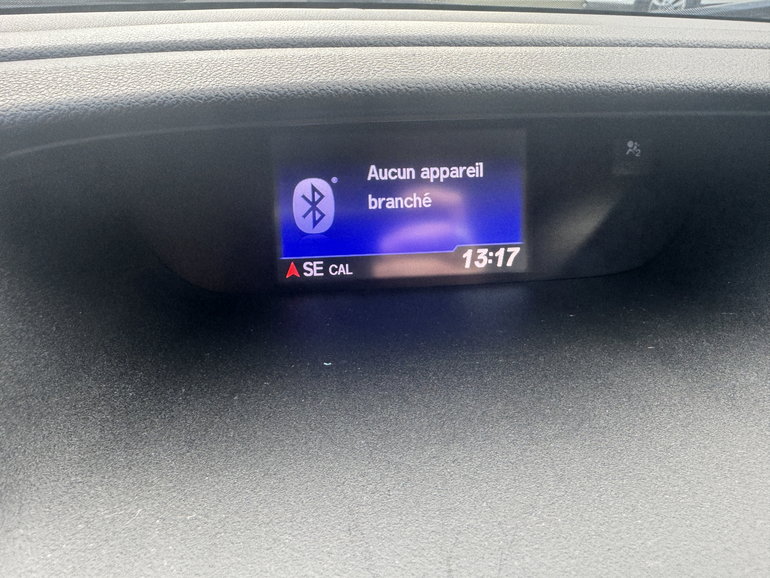 Aucun appareil
branché
SE CAL 13:17